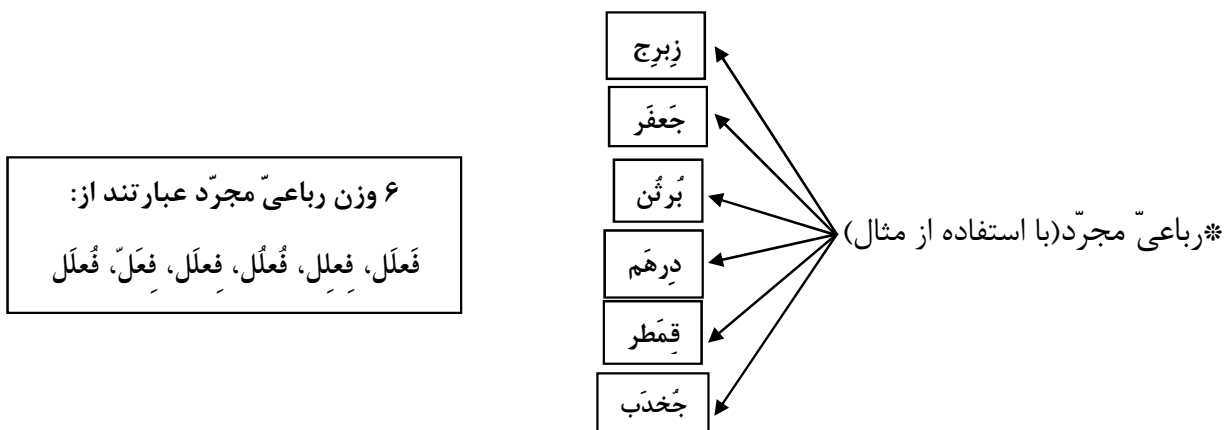 *رباعیّ مجرّد(با استفاده از مثال)
زِبرِج
جَعفَر
بُرثُن
دِرهَم
قِمَطر
جُخدَب
۶ وزن رباعیّ مجرّد عبارتند از:
فَعلَل، فِعلِل، فُعلُل، فِعلَل، فِعَلّ، فُعلَل